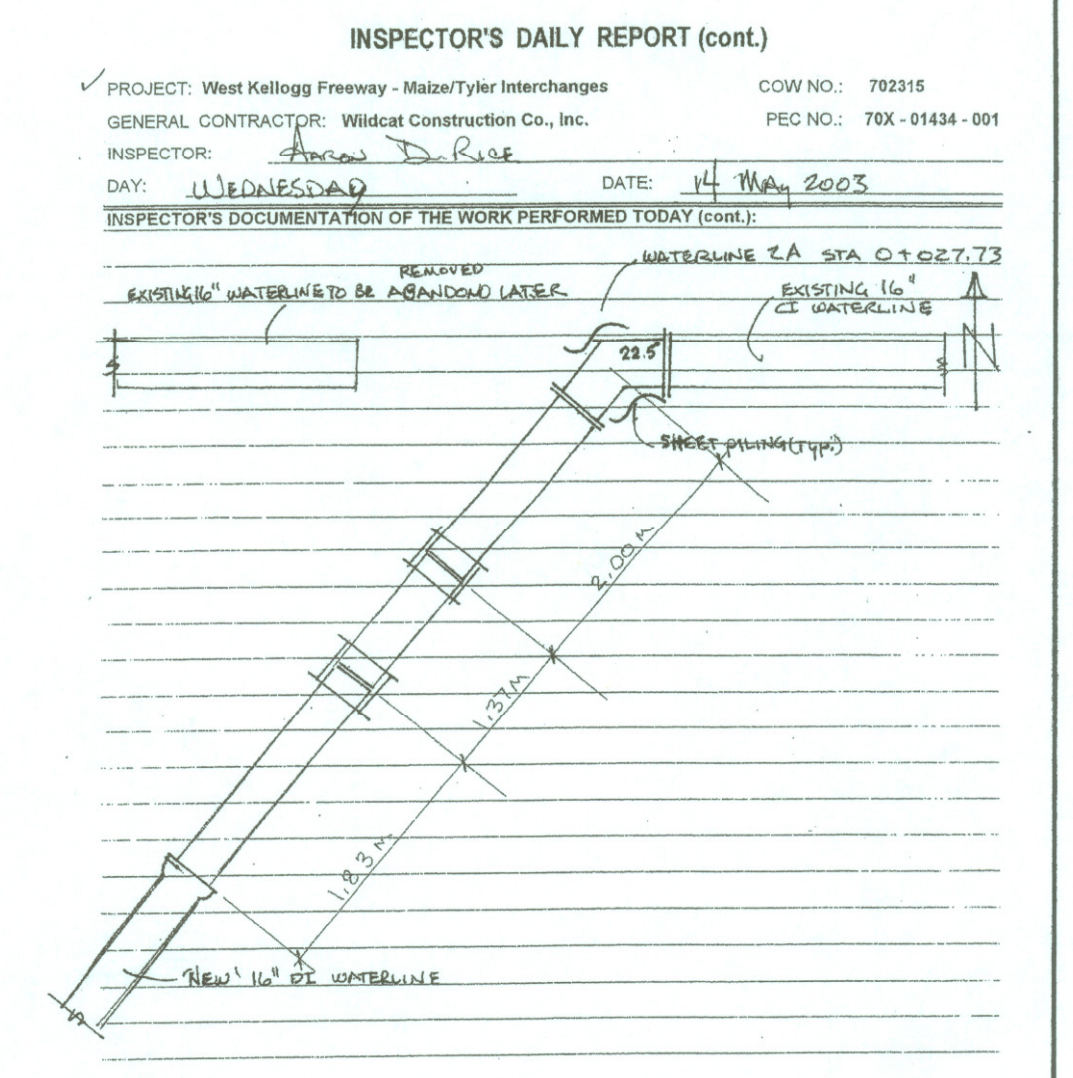 INSPECTOR'S DAILY REPORT (cont.)
PROJECT: West Kellogg Freeway - Maize/Tyler Interchanges COW NO.: 702315
GENERAL CONTRACTOR: Wildcat Construction Co., Inc. PEC NO.: 70X - 01434 - 001
INSPECTOR: AARON D. RICE
DAY: WEDNESDAY DATE: 14 MAY 2003
INSPECTOR'S DOCUMENTATION OF THE WORK PERFORMED TODAY (cont.):
WATERLINE 2A STA 0+027.73
REMOVED
EXISTING 16" WATERLINE TO BE ABANDOND LATER
EXISTING 16"
CI WATERLINE
N
22.5
SHEET PILING (TYP.)
2.00 M
1.37 M
1.83 M
"NEW" 16" DI WATERLINE